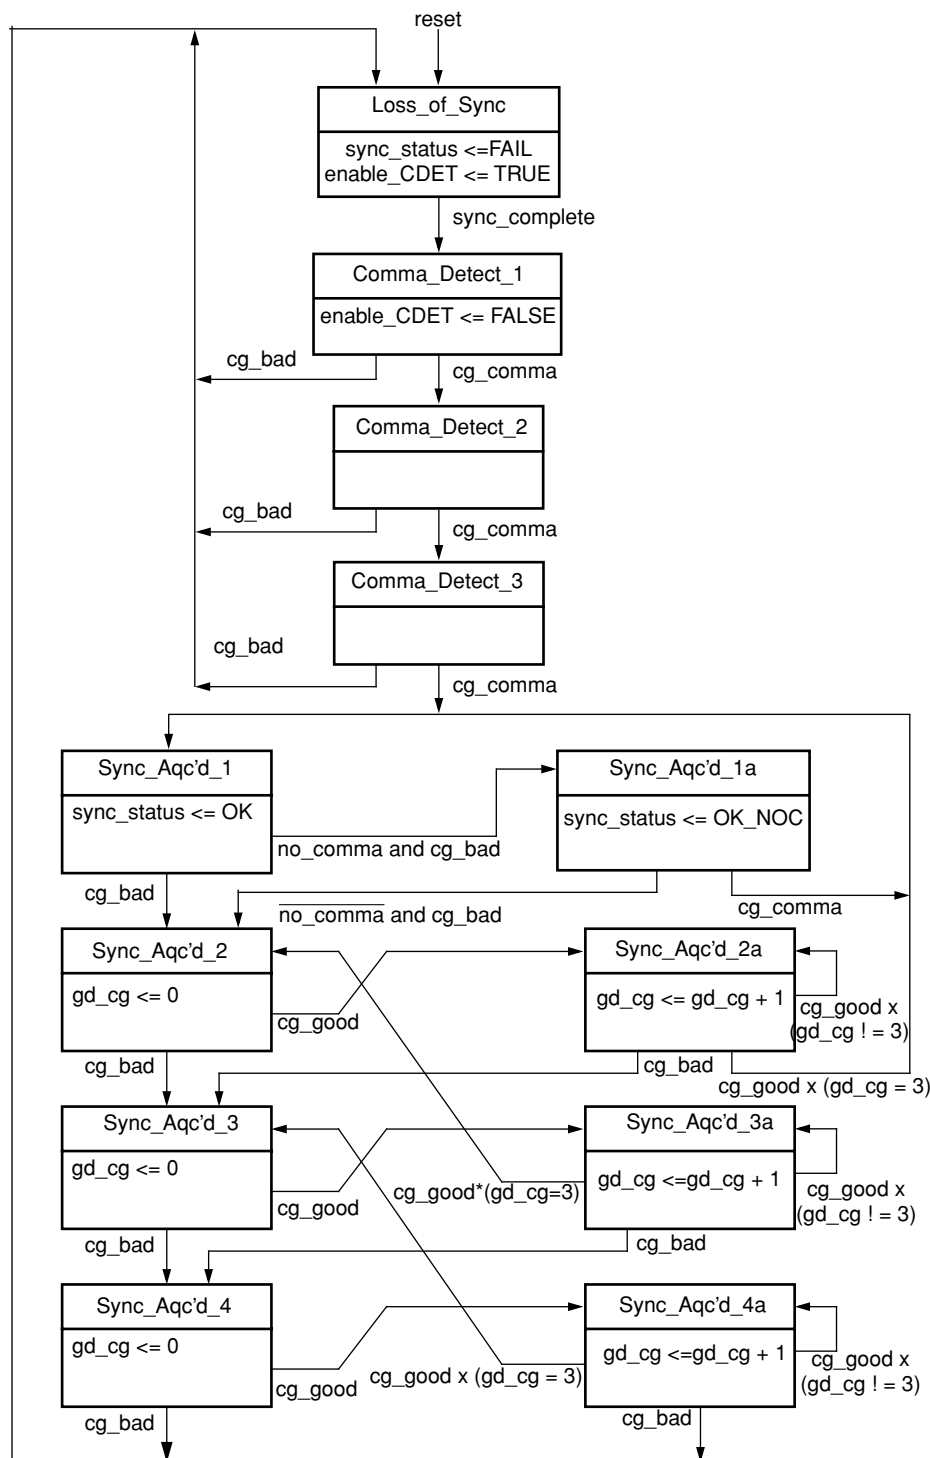 reset
Loss_of_Sync
sync_status <=FAIL
enable_CDET <= TRUE
sync_complete
Comma_Detect_1
enable_CDET <= FALSE
cg_bad
cg_comma
Comma_Detect_2
cg_bad
cg_comma
Comma_Detect_3
cg_bad
cg_comma
Sync_Aqc'd_1
Sync_Aqc'd_1a
sync_status <= OK
sync_status <= OK_NOC
no_comma and cg_bad
cg_bad
no_comma and cg_bad
cg_comma
Sync_Aqc'd_2
Sync_Aqc'd_2a
gd_cg <= 0
gd_cg <= gd_cg + 1
cg_good
cg_good x
(gd_cg ! = 3)
cg_bad
cg_bad
cg_good x (gd_cg = 3)
Sync_Aqc'd_3
Sync_Aqc'd_3a
gd_cg <= 0
gd_cg <=gd_cg + 1
cg_good
cg_good*(gd_cg=3)
cg_good x
(gd_cg ! = 3)
cg_bad
cg_bad
Sync_Aqc'd_4
Sync_Aqc'd_4a
gd_cg <= 0
gd_cg <=gd_cg + 1
cg_good
cg_good x (gd_cg = 3)
cg_good x
(gd_cg ! = 3)
cg_bad
cg_bad